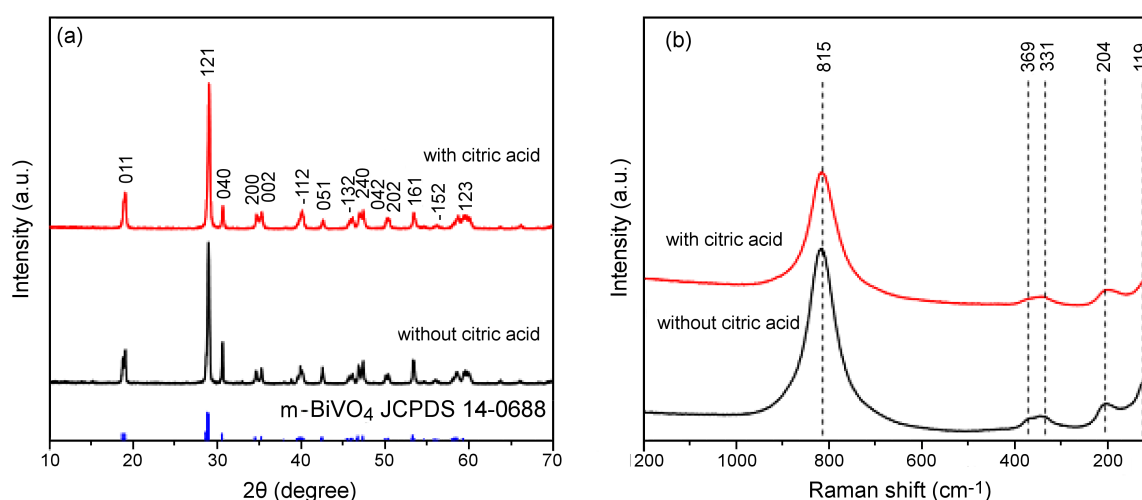 (a)
121
with citric acid
011
040
200
002
-112
051
-132
240
042
202
161
-152
123
without citric acid
m-BiVO4 JCPDS 14-0688
Intensity (a.u.)
10 20 30 40 50 60 70
2θ (degree)
(b)
815
369
331
204
119
with citric acid
without citric acid
Intensity (a.u.)
1200 1000 800 600 400 200
Raman shift (cm-1)